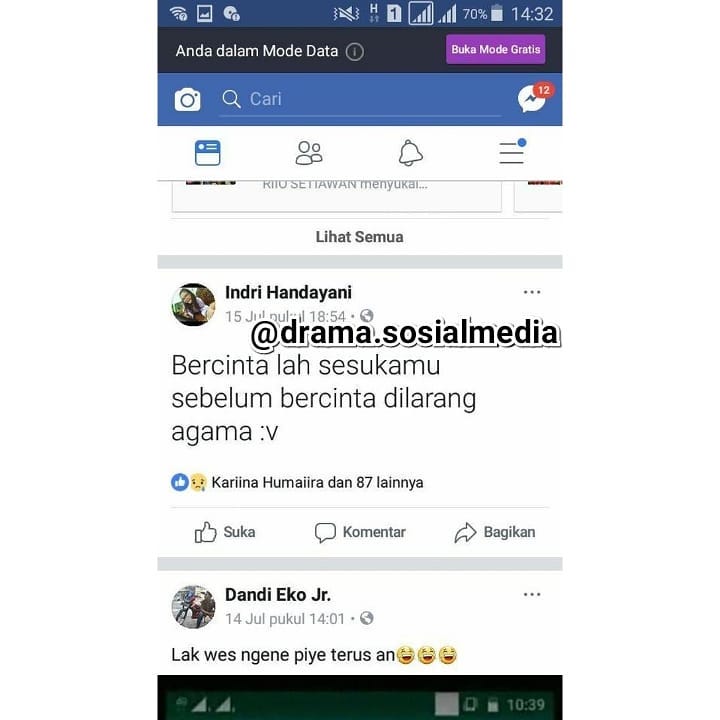 H 1 70% 14:32
Anda dalam Mode Data
Buka Mode Gratis
Cari
12
RIIO SETIAWAN menyukai...
Lihat Semua
Indri Handayani
15 Jul pukul 18:54
@drama.sosialmedia
Bercinta lah sesukamu
sebelum bercinta dilarang
agama :v
Kariina Humaiira dan 87 lainnya
Suka Komentar Bagikan
Dandi Eko Jr.
14 Jul pukul 14:01
Lak wes ngene piye terus an😂😂😂
10:39